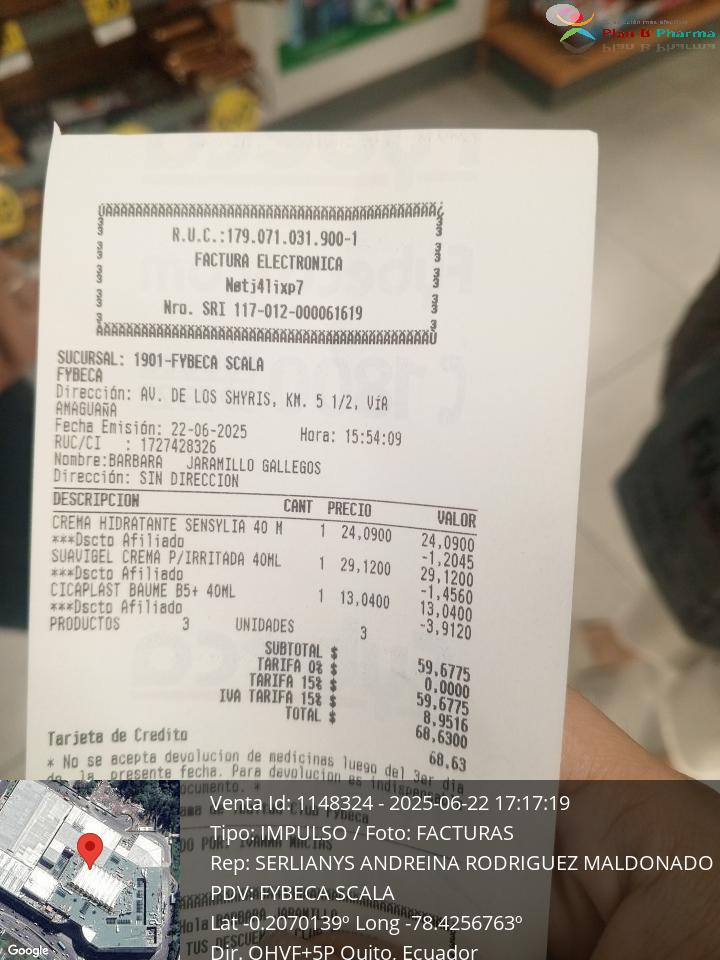 Plan B Pharma
R.U.C.:179.071.031.900-1
FACTURA ELECTRONICA
Nøtj4lixp7
Nro. SRI 117-012-000061619
SUCURSAL: 1901-FYBECA SCALA
FYBECA
Dirección: AV. DE LOS SHYRIS, KM. 5 1/2, VíA
AMAGUAÑA
Fecha Emisión: 22-06-2025 Hora: 15:54:09
RUC/CI : 1727428326
Nombre:BARBARA JARAMILLO GALLEGOS
Dirección: SIN DIRECCION
DESCRIPCION CANT PRECIO VALOR
CREMA HIDRATANTE SENSYLIA 40 M 1 24,0900 24,0900
***Dscto Afiliado -1,2045
SUAVIGEL CREMA P/IRRITADA 40ML 1 29,1200 29,1200
***Dscto Afiliado -1,4560
CICAPLAST BAUME B5+ 40ML 1 13,0400 13,0400
***Dscto Afiliado -3,9120
PRODUCTOS 3 UNIDADES 3
SUBTOTAL $ 59,6775
TARIFA 0% $ 0,0000
TARIFA 15% $ 59,6775
IVA TARIFA 15% $ 8,9516
TOTAL $ 68,6300
Tarjeta de Credito 68,63
* No se acepta devolucion de medicinas luego del 3er dia
de la presente fecha. Para devolucion es
Venta Id: 1148324 - 2025-06-22 17:17:19
Tipo: IMPULSO / Foto: FACTURAS
Rep: SERLIANYS ANDREINA RODRIGUEZ MALDONADO
PDV: FYBECA SCALA
Lat -0.2070139º Long -78.4256763º
Dir. QHVF+5P Quito, Ecuador
Google